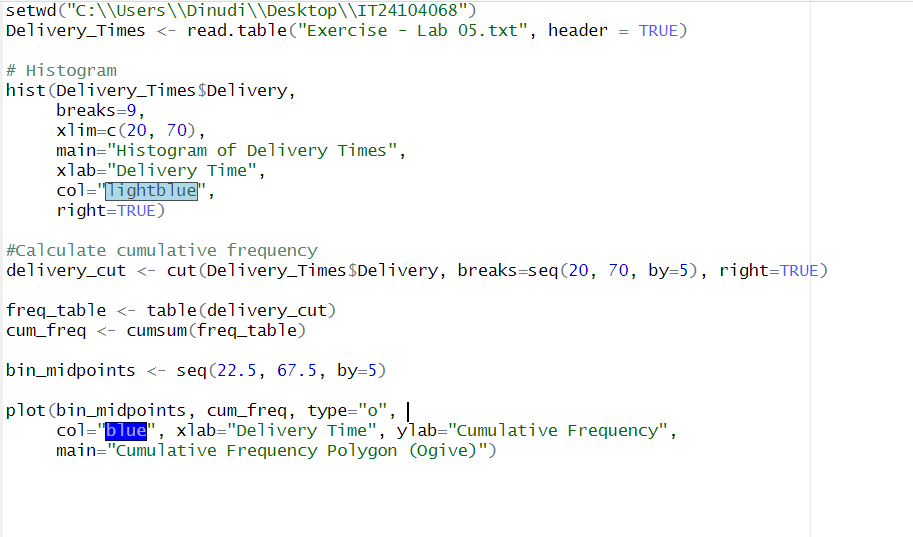 setwd("C:\\Users\\Dinudi\\Desktop\\IT24104068")
Delivery_Times <- read.table("Exercise - Lab 05.txt", header = TRUE)
# Histogram
hist(Delivery_Times$Delivery,
breaks=9,
xlim=c(20, 70),
main="Histogram of Delivery Times",
xlab="Delivery Time",
col="lightblue",
right=TRUE)
#Calculate cumulative frequency
delivery_cut <- cut(Delivery_Times$Delivery, breaks=seq(20, 70, by=5), right=TRUE)
freq_table <- table(delivery_cut)
cum_freq <- cumsum(freq_table)
bin_midpoints <- seq(22.5, 67.5, by=5)
plot(bin_midpoints, cum_freq, type="o",
col="blue", xlab="Delivery Time", ylab="Cumulative Frequency",
main="Cumulative Frequency Polygon (Ogive)")